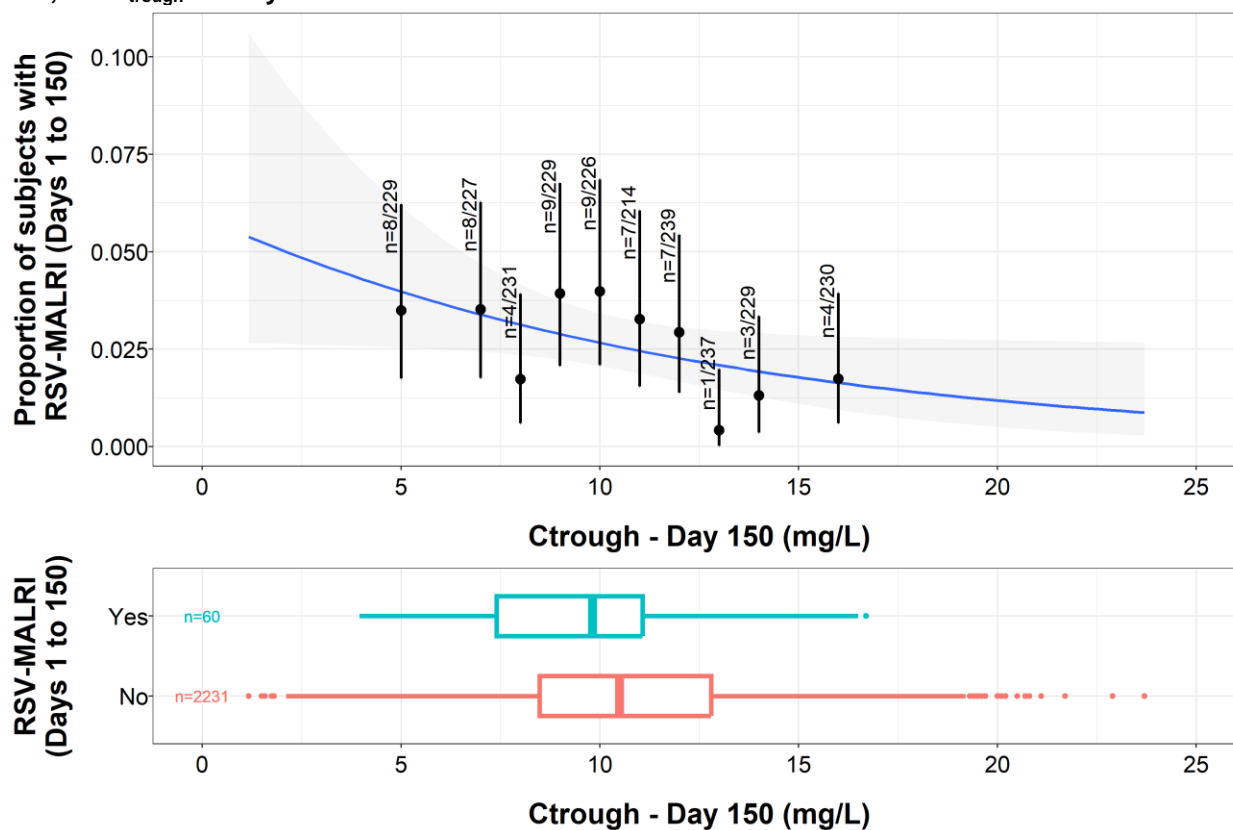 Proportion of subjects with
RSV-MALRI (Days 1 to 150)
0.100
0.075
0.050
0.025
0.000
n=8/229
n=8/227
n=4/231
n=9/229
n=9/226
n=7/214
n=7/239
n=1/237
n=3/229
n=4/230
0 5 10 15 20 25
Ctrough - Day 150 (mg/L)
RSV-MALRI
(Days 1 to 150)
Yes n=60
No n=2231
0 5 10 15 20 25
Ctrough - Day 150 (mg/L)